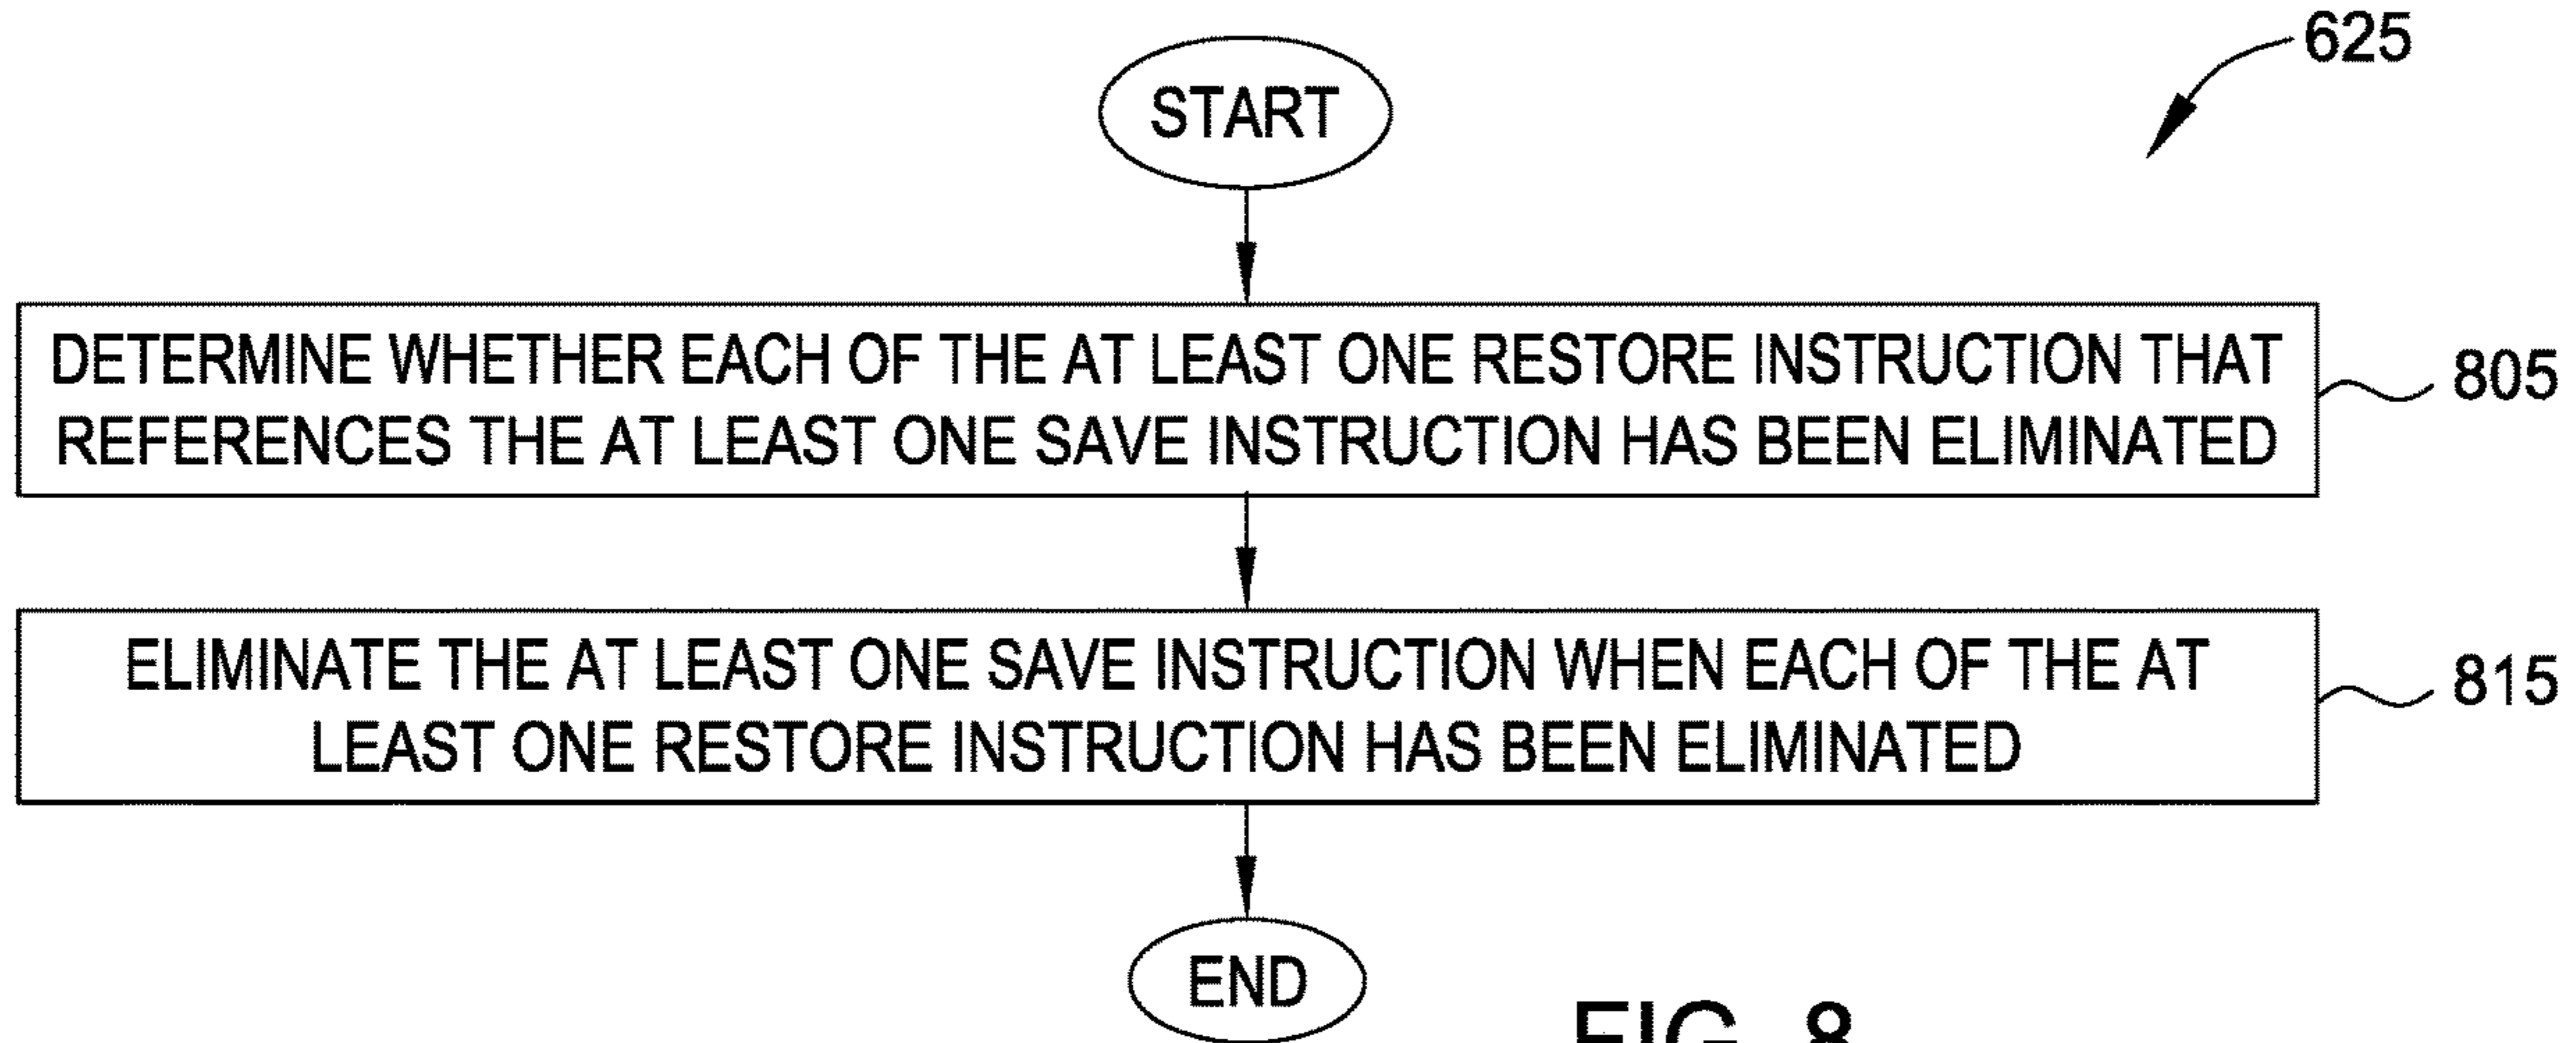 625
START
DETERMINE WHETHER EACH OF THE AT LEAST ONE RESTORE INSTRUCTION THAT
REFERENCES THE AT LEAST ONE SAVE INSTRUCTION HAS BEEN ELIMINATED
805
ELIMINATE THE AT LEAST ONE SAVE INSTRUCTION WHEN EACH OF THE AT
LEAST ONE RESTORE INSTRUCTION HAS BEEN ELIMINATED
815
END
FIG. 8